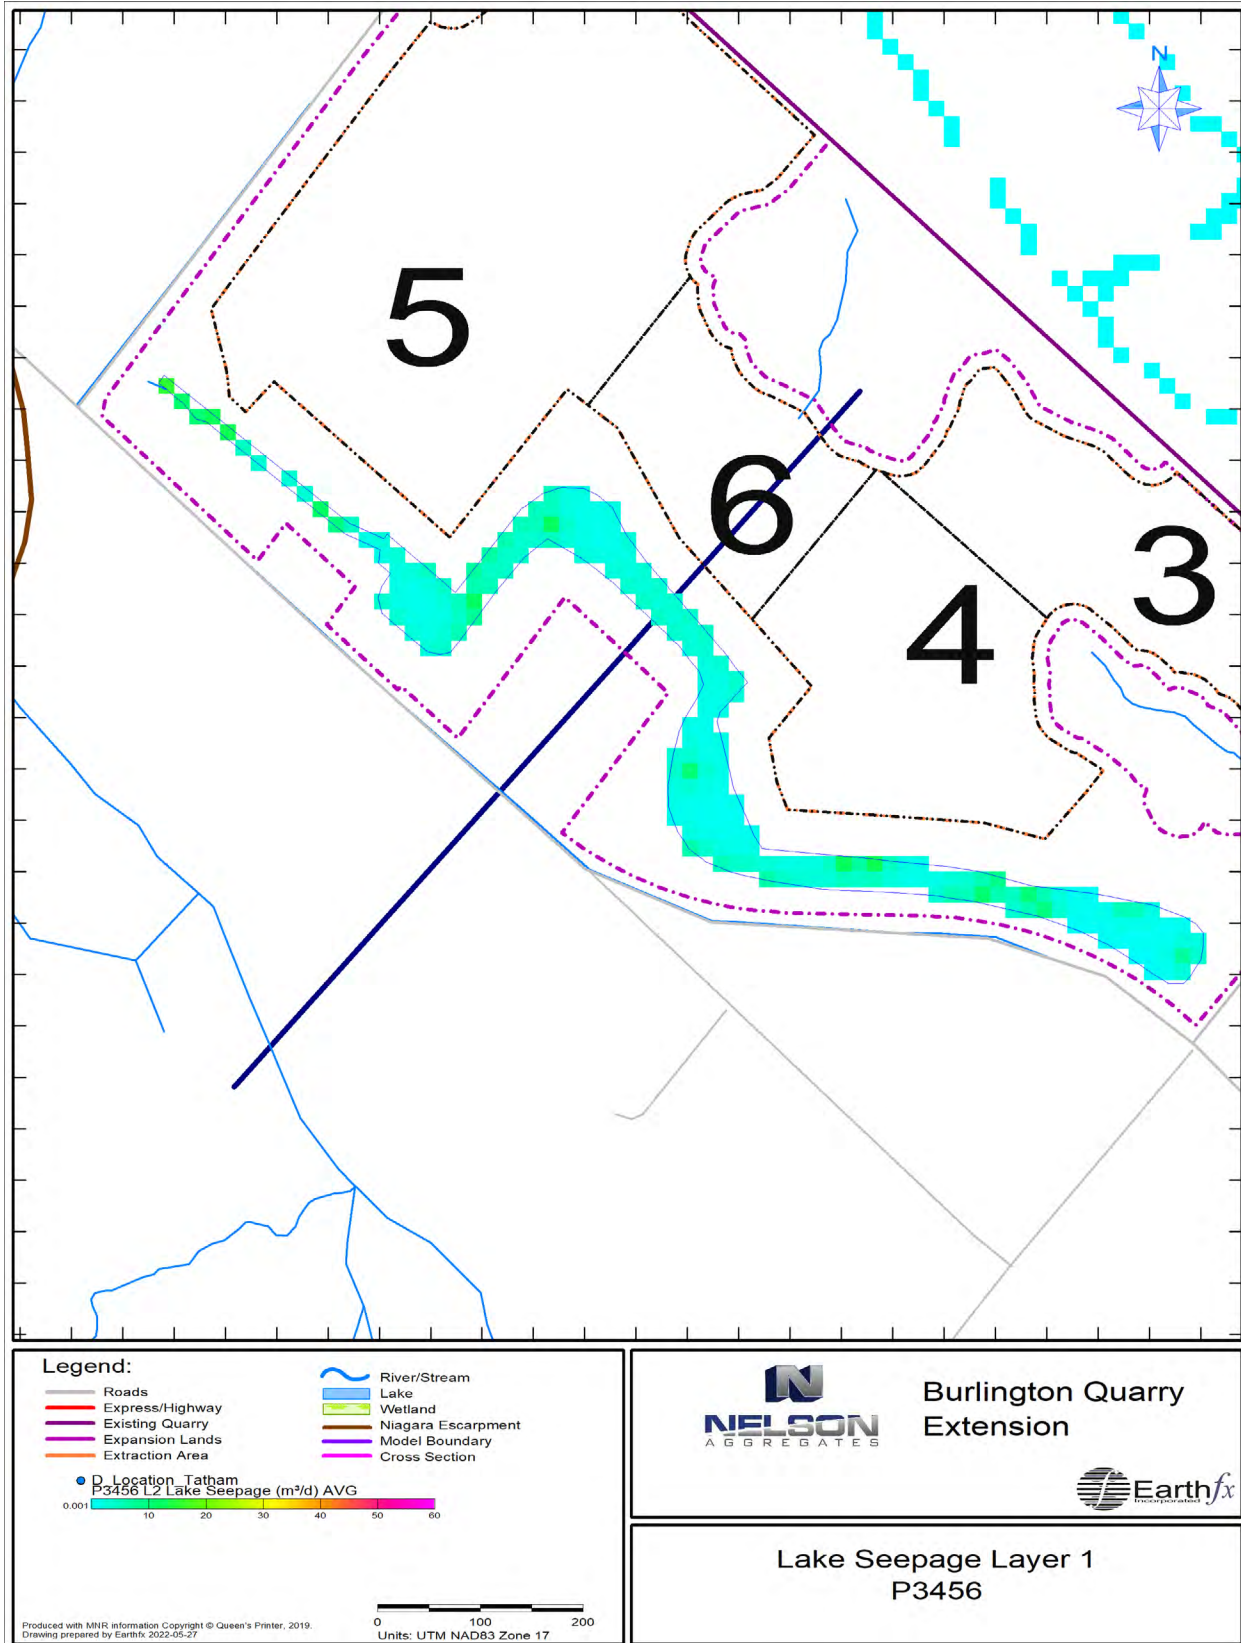 N
5
6
3
4
Legend:
Roads
Express/Highway
Existing Quarry
Expansion Lands
Extraction Area
River/Stream
Lake
Wetland
Niagara Escarpment
Model Boundary
Cross Section
D_Location_Tatham
P3456 L2 Lake Seepage (m³/d) AVG
0.001 10 20 30 40 50 60
0 100 200
Units: UTM NAD83 Zone 17
Produced with MNR information Copyright © Queen's Printer, 2019.
Drawing prepared by Earthfx 2022-05-27
NELSON
AGGREGATES
Burlington Quarry
Extension
Earthfx
Incorporated
Lake Seepage Layer 1
P3456